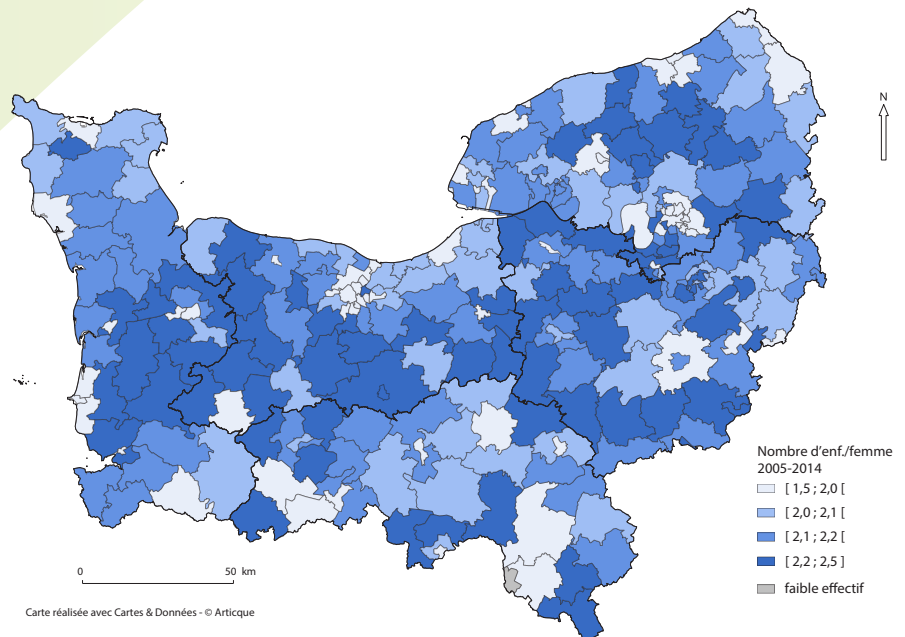 N
Nombre d'enf./femme
2005-2014
[ 1,5 ; 2,0 [
[ 2,0 ; 2,1 [
[ 2,1 ; 2,2 [
[ 2,2 ; 2,5 ]
faible effectif
0 50 km
Carte réalisée avec Cartes & Données - © Articque